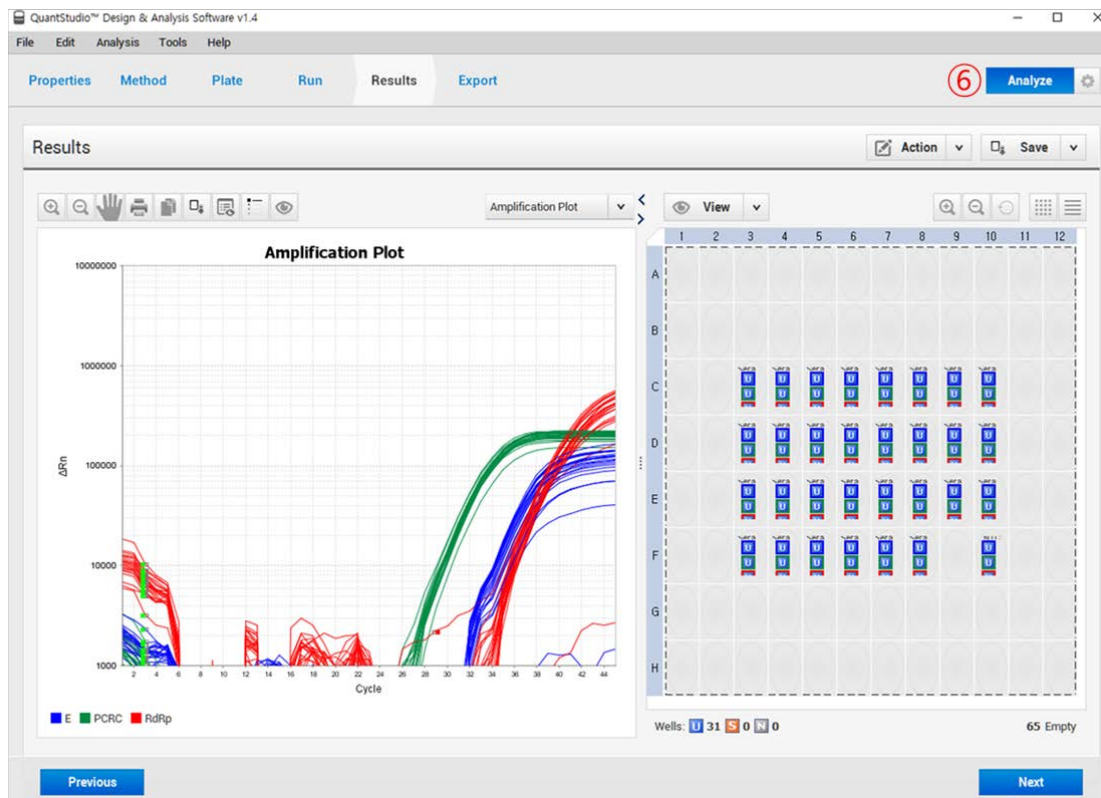 QuantStudio™ Design & Analysis Software v1.4
File Edit Analysis Tools Help
Properties Method Plate Run Results Export ⑥ Analyze
Results Action Save
Amplification Plot View
Amplification Plot
1 2 3 4 5 6 7 8 9 10 11 12
10000000
1000000
100000
10000
1000
ΔRn
2 4 6 8 10 12 14 16 18 20 22 24 26 28 30 32 34 36 38 40 42 44
Cycle
E PCRC RdRp
A
B
C
U U U U U U U U
U U U U U U U U
D
U U U U U U U U
U U U U U U U U
E
U U U U U U U U
U U U U U U U U
F
U U U U U U U
U U U U U U U
G
H
Wells: U 31 S 0 N 0 65 Empty
Previous Next